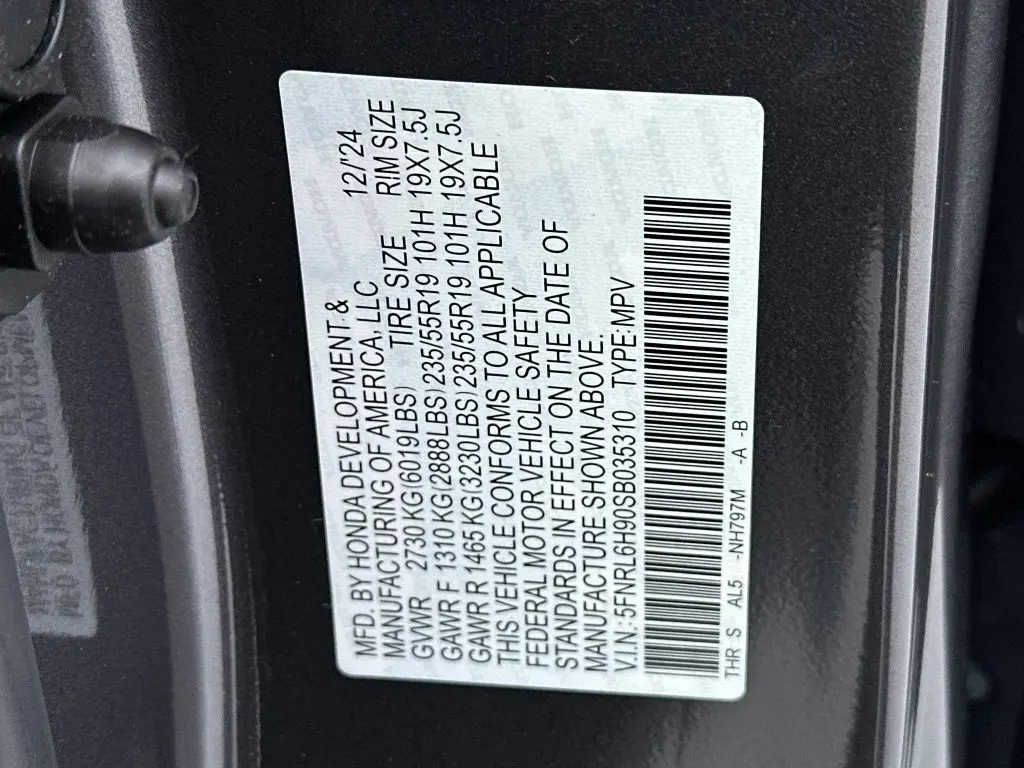 MFD. BY HONDA DEVELOPMENT & 12/'24
MANUFACTURING OF AMERICA, LLC
GVWR 2730 KG(6019LBS) TIRE SIZE RIM SIZE
GAWR F 1310 KG(2888LBS) 235/55R19 101H 19X7.5J
GAWR R 1465 KG(3230LBS) 235/55R19 101H 19X7.5J
THIS VEHICLE CONFORMS TO ALL APPLICABLE
FEDERAL MOTOR VEHICLE SAFETY
STANDARDS IN EFFECT ON THE DATE OF
MANUFACTURE SHOWN ABOVE.
V.I.N:5FNRL6H90SB035310 TYPE:MPV
THR S AL5 -NH797M -A -B